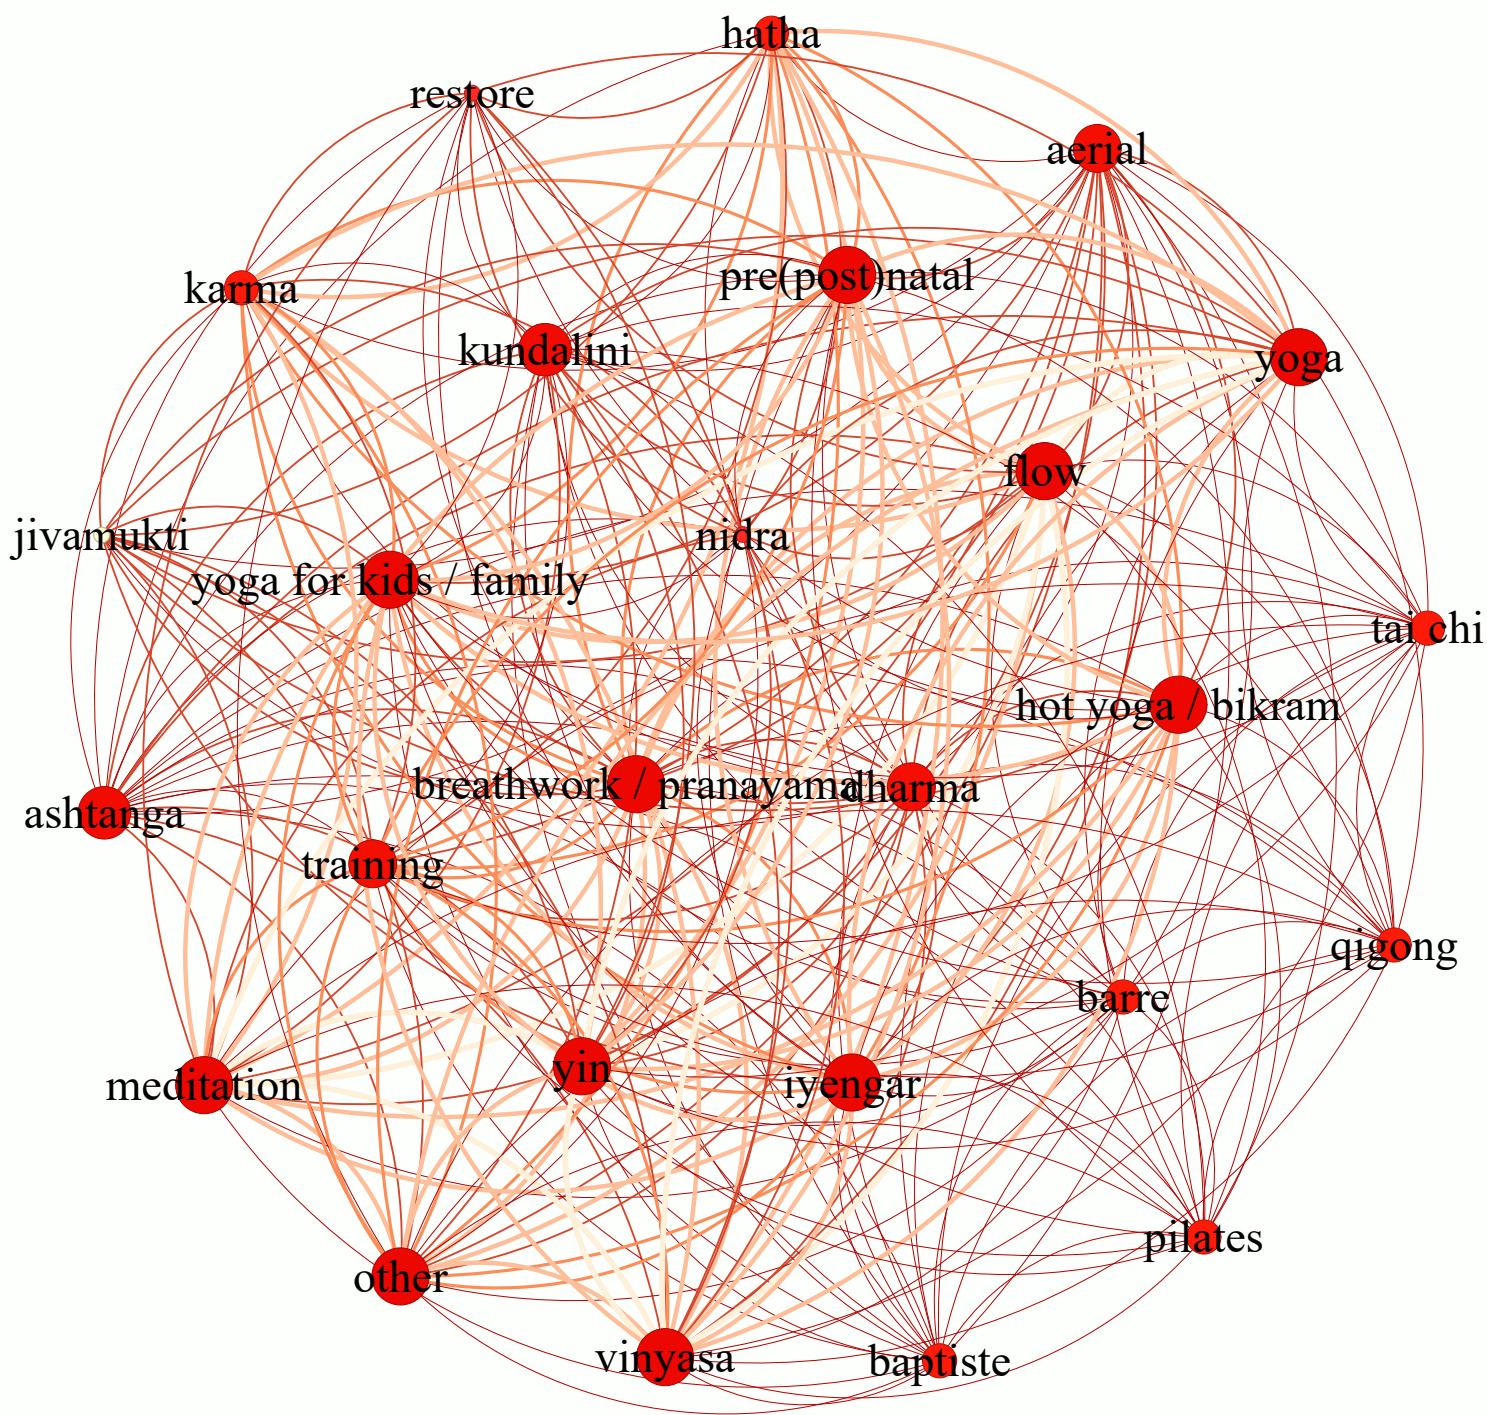 hatha
restore
aerial
karma
pre(post)natal
kundalini
yoga
flow
jivamukti
nidra
yoga for kids / family
tai chi
hot yoga / bikram
breathwork / pranayama
dharma
ashtanga
training
qigong
barre
meditation
yin
iyengar
pilates
other
vinyasa
baptiste